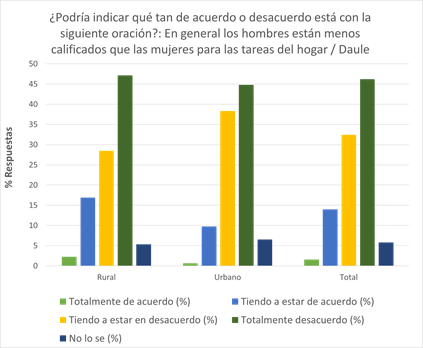 ¿Podría indicar qué tan de acuerdo o desacuerdo está con la
siguiente oración?: En general los hombres están menos
calificados que las mujeres para las tareas del hogar / Daule
50
45
40
35
30
25
20
15
10
5
0
% Respuestas
Rural Urbano Total
Totalmente de acuerdo (%) Tiendo a estar de acuerdo (%)
Tiendo a estar en desacuerdo (%) Totalmente desacuerdo (%)
No lo se (%)